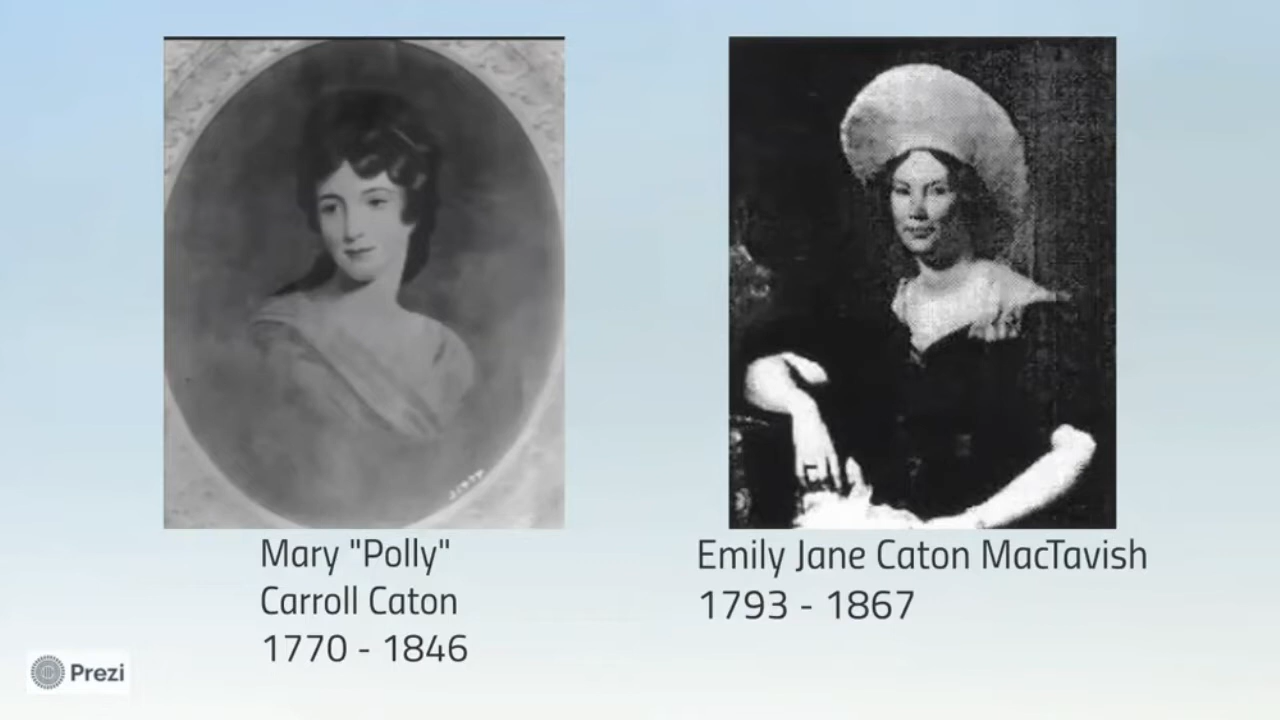 Mary "Polly"
Carroll Caton
1770 - 1846
Emily Jane Caton MacTavish
1793 - 1867
Prezi